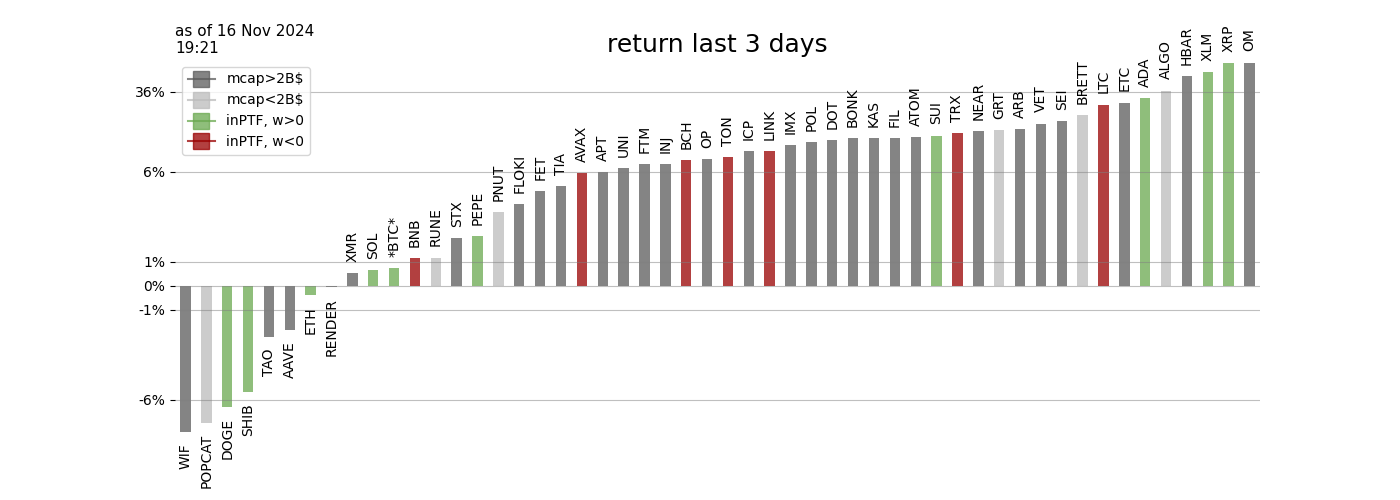 as of 16 Nov 2024
19:21
return last 3 days
mcap>2B$
mcap<2B$
inPTF, w>0
inPTF, w<0
36%
6%
1%
0%
-1%
-6%
WIF
POPCAT
DOGE
SHIB
TAO
AAVE
ETH
RENDER
XMR
SOL
*BTC*
BNB
RUNE
STX
PEPE
PNUT
FLOKI
FET
TIA
AVAX
APT
UNI
FTM
INJ
BCH
OP
TON
ICP
LINK
IMX
POL
DOT
BONK
KAS
FIL
ATOM
SUI
TRX
NEAR
GRT
ARB
VET
SEI
BRETT
LTC
ETC
ADA
ALGO
HBAR
XLM
XRP
OM